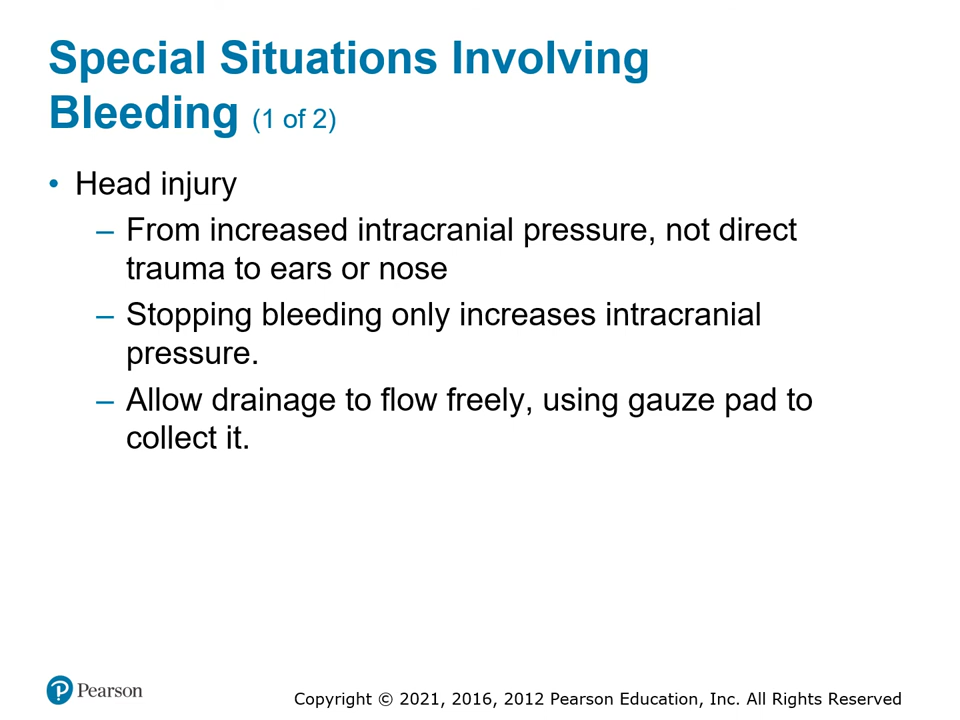 Special Situations Involving
Bleeding (1 of 2)
• Head injury
– From increased intracranial pressure, not direct
trauma to ears or nose
– Stopping bleeding only increases intracranial
pressure.
– Allow drainage to flow freely, using gauze pad to
collect it.
Pearson
Copyright © 2021, 2016, 2012 Pearson Education, Inc. All Rights Reserved